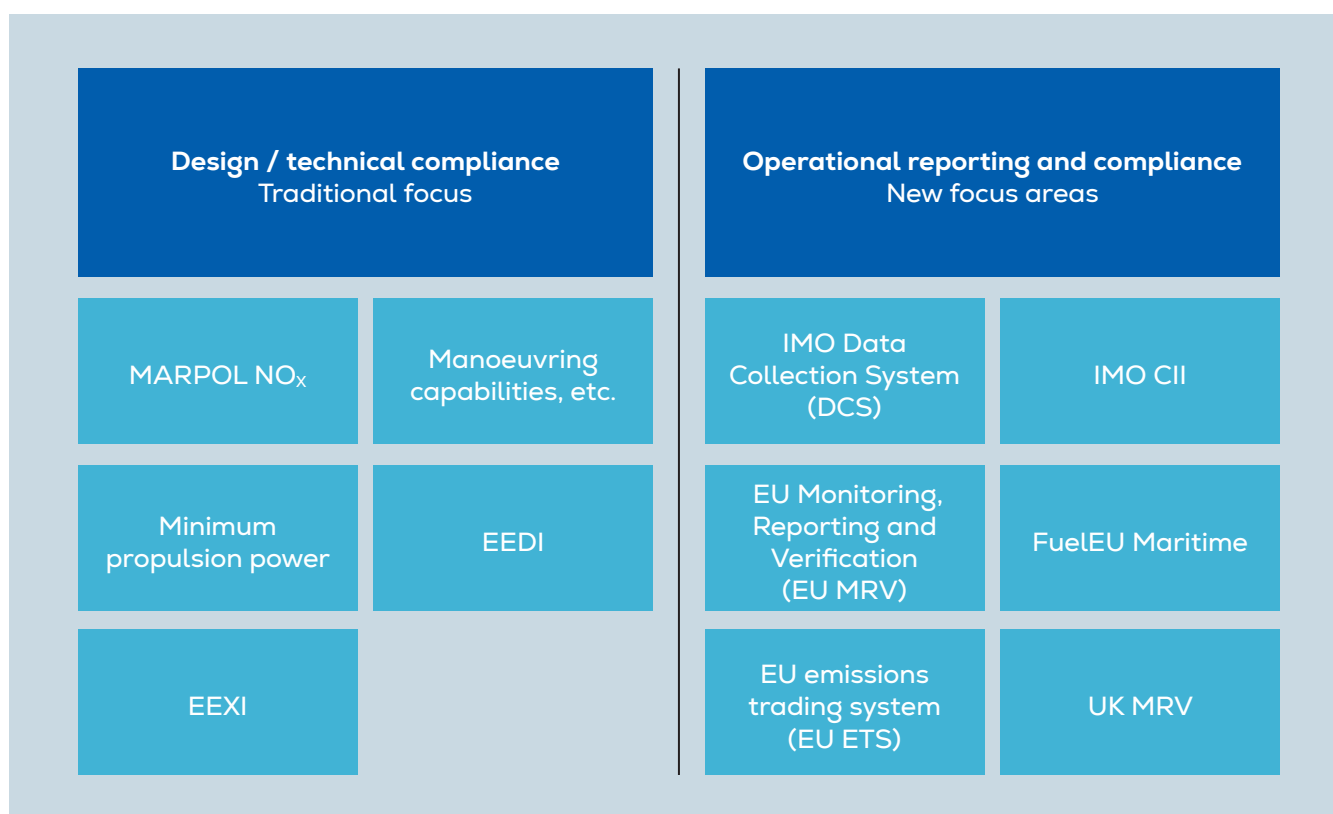 Design / technical compliance
Traditional focus
MARPOL NOₓ
Manoeuvring
capabilities, etc.
Minimum
propulsion power
EEDI
EEXI
Operational reporting and compliance
New focus areas
IMO Data
Collection System
(DCS)
IMO CII
EU Monitoring,
Reporting and
Verification
(EU MRV)
FuelEU Maritime
EU emissions
trading system
(EU ETS)
UK MRV